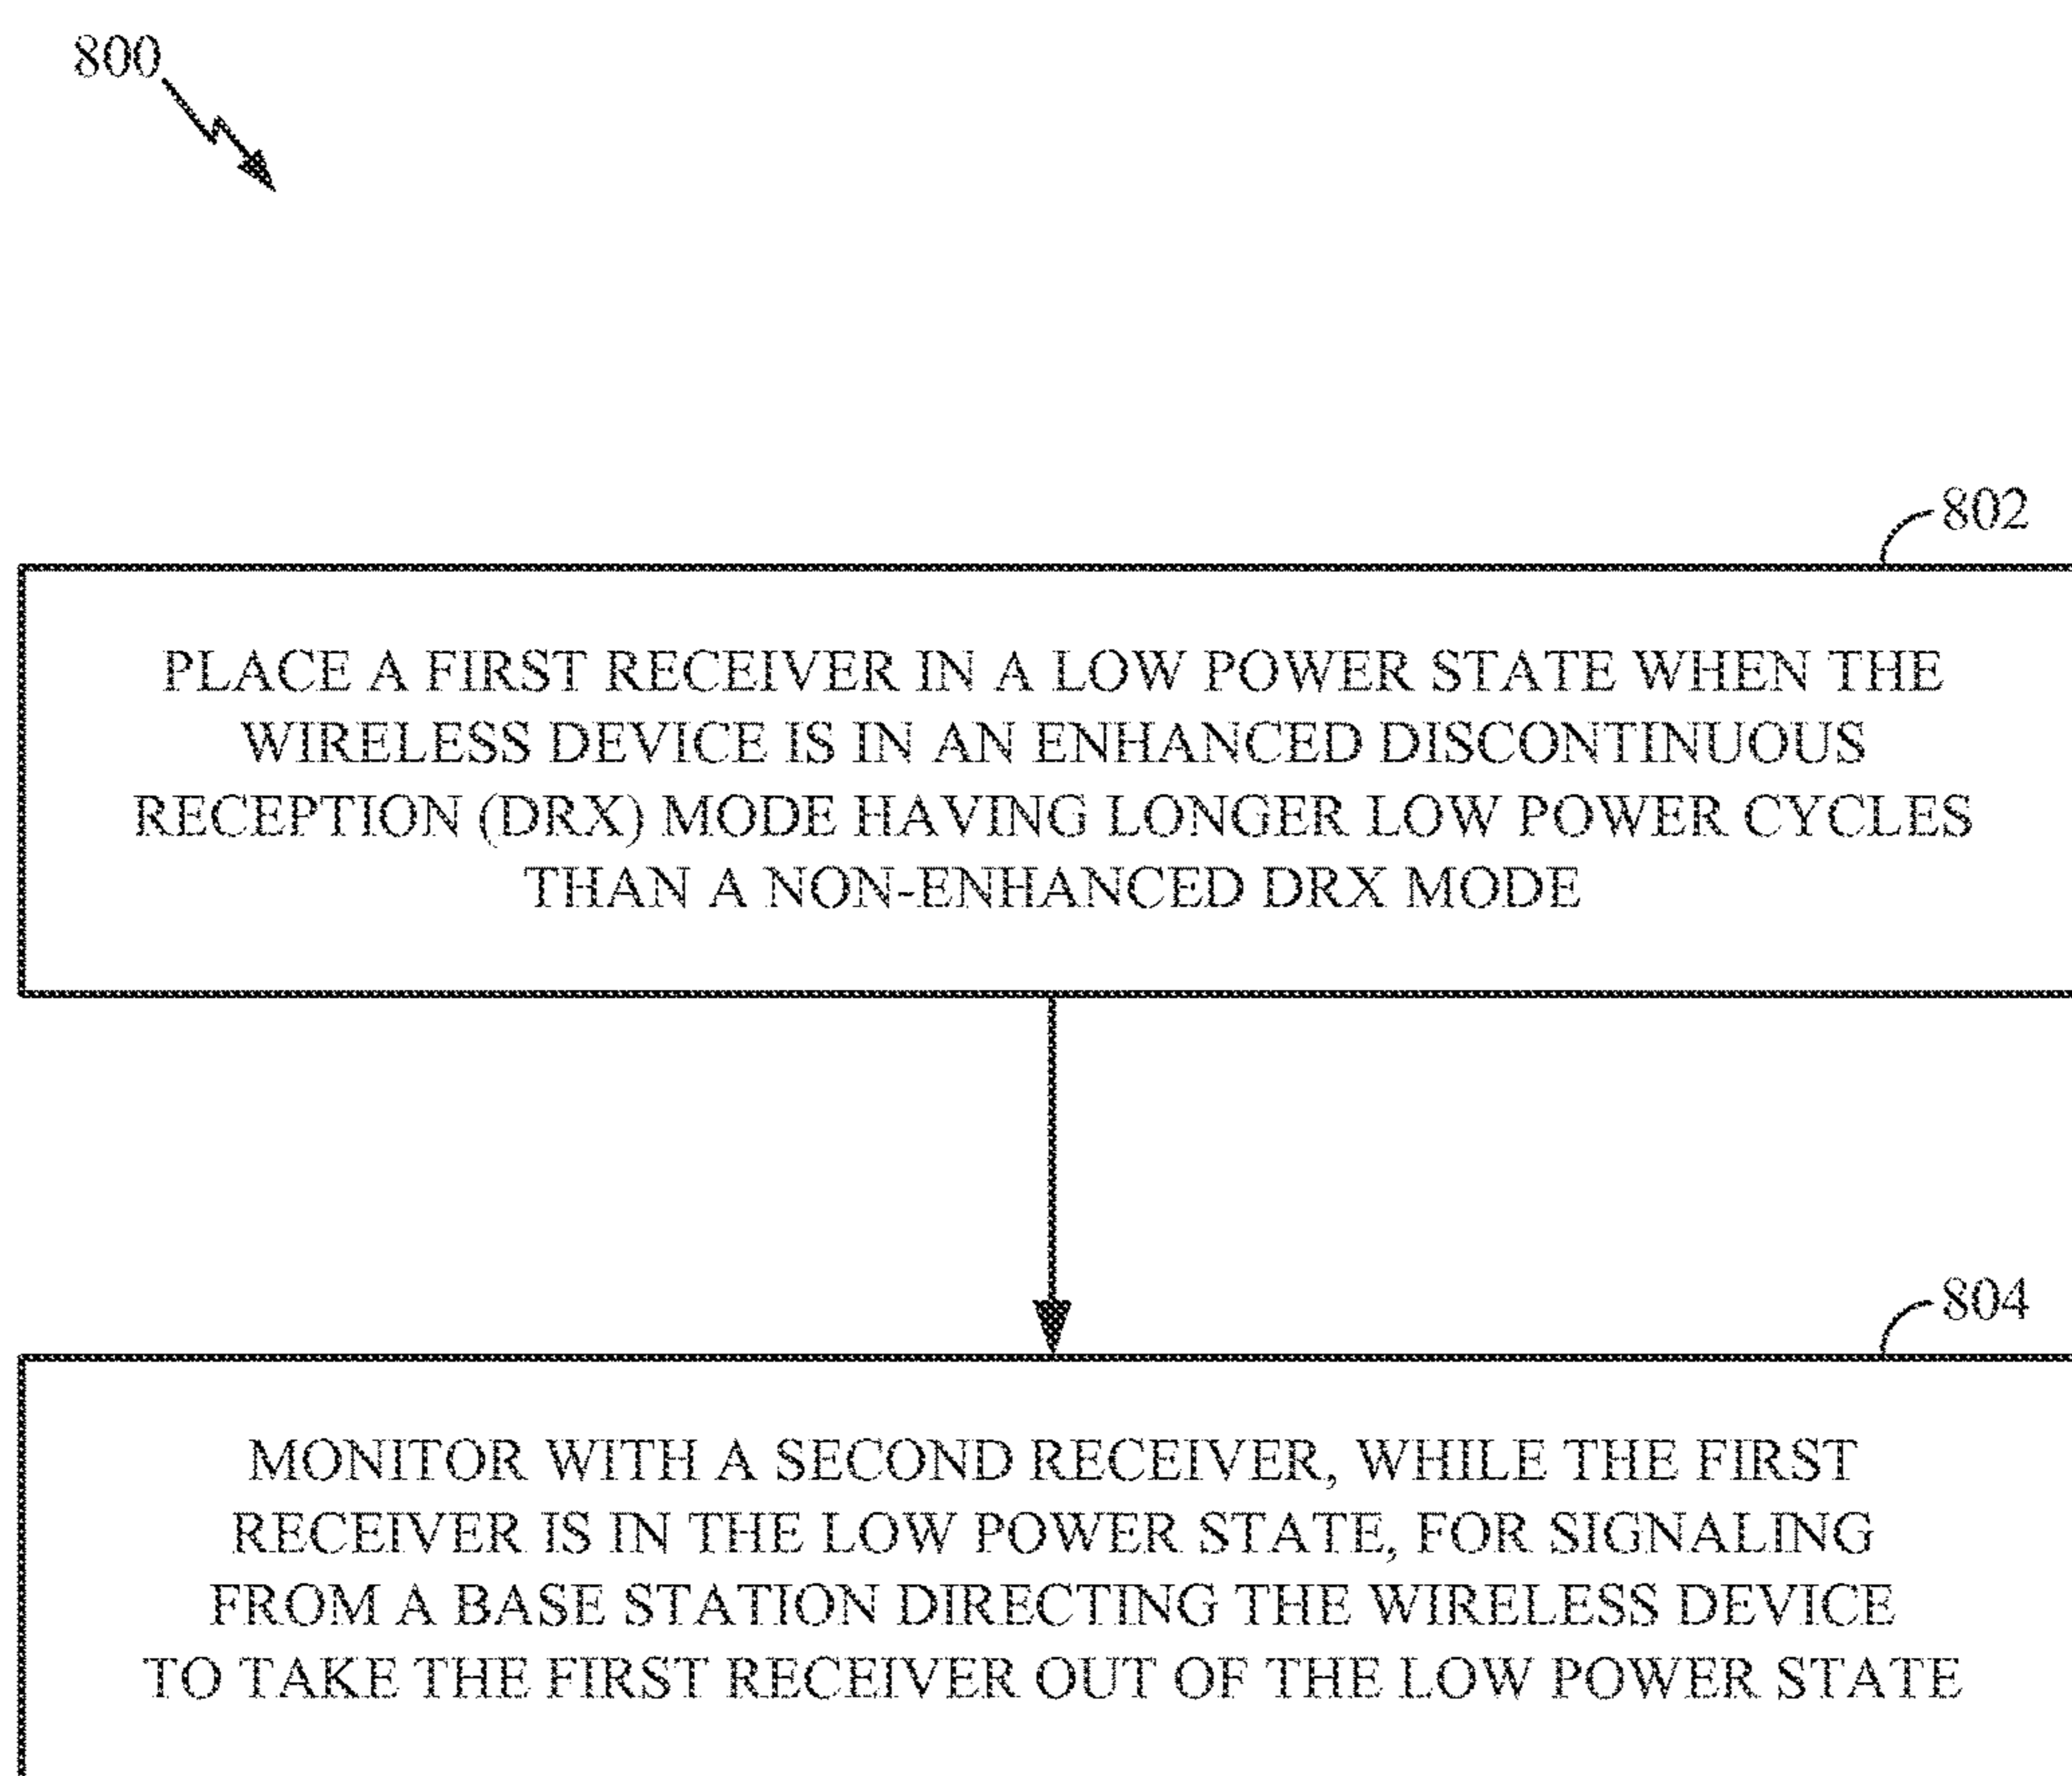 800
802
PLACE A FIRST RECEIVER IN A LOW POWER STATE WHEN THE
WIRELESS DEVICE IS IN AN ENHANCED DISCONTINUOUS
RECEPTION (DRX) MODE HAVING LONGER LOW POWER CYCLES
THAN A NON-ENHANCED DRX MODE
804
MONITOR WITH A SECOND RECEIVER, WHILE THE FIRST
RECEIVER IS IN THE LOW POWER STATE, FOR SIGNALING
FROM A BASE STATION DIRECTING THE WIRELESS DEVICE
TO TAKE THE FIRST RECEIVER OUT OF THE LOW POWER STATE